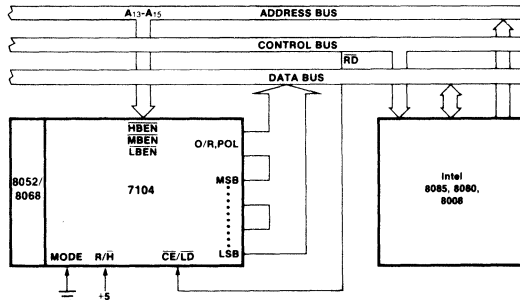 A13-A15
ADDRESS BUS
CONTROL BUS
RD
DATA BUS
HBEN
MBEN
LBEN
O/R,POL
8052/
8068
7104
MSB
LSB
MODE R/H CE/LD
+5
Intel
8085, 8080,
8008